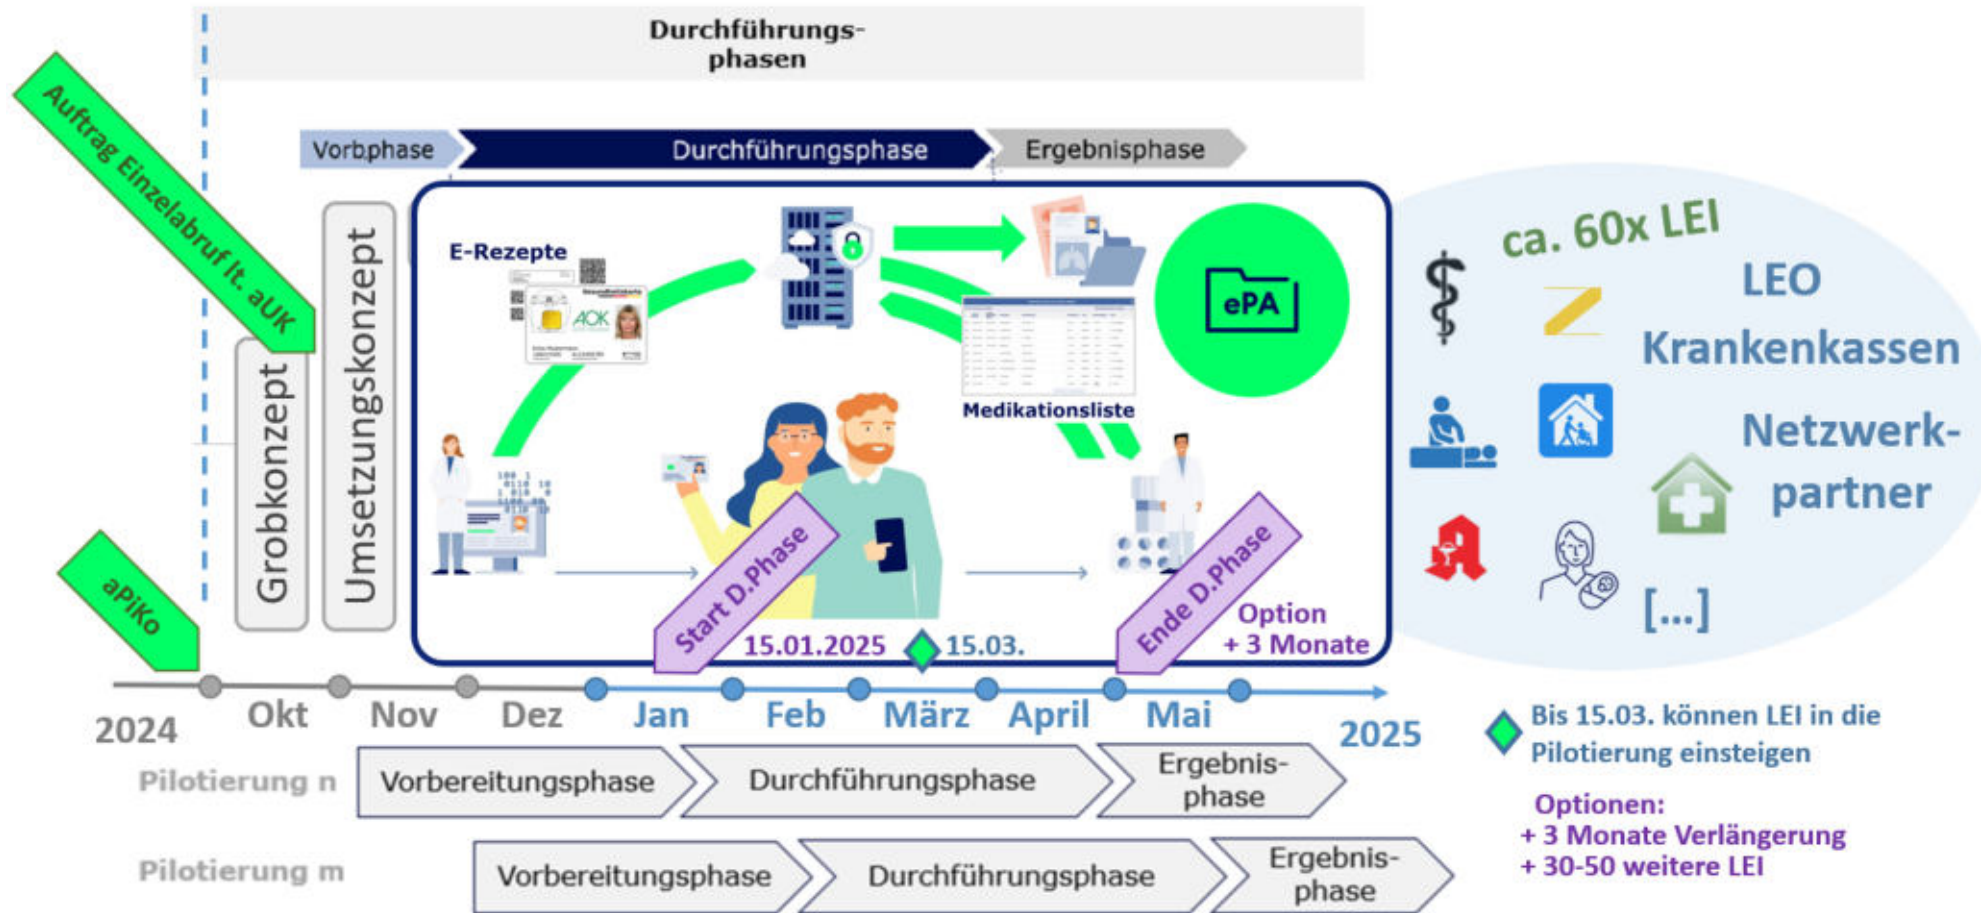 Durchführungs-
phasen
Auftrag Einzelabruf lt. aUK
aPiKo
Vorbphase
Durchführungsphase
Ergebnisphase
Grobkonzept
Umsetzungskonzept
E-Rezepte
Gesundheitskarte
AOK
ePA
Medikationsliste
Start D.Phase
15.01.2025
15.03.
Ende D.Phase
Option
+ 3 Monate
ca. 60x LEI
LEO
Krankenkassen
Netzwerk-
partner
[...]
2024
Okt
Nov
Dez
Jan
Feb
März
April
Mai
2025
Pilotierung n
Vorbereitungsphase
Durchführungsphase
Ergebnis-
phase
Pilotierung m
Vorbereitungsphase
Durchführungsphase
Ergebnis-
phase
Bis 15.03. können LEI in die
Pilotierung einsteigen
Optionen:
+ 3 Monate Verlängerung
+ 30-50 weitere LEI